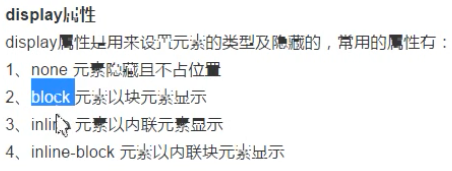 display属性
display属性是用来设置元素的类型及隐藏的，常用的属性有：
1、none 元素隐藏且不占位置
2、block 元素以块元素显示
3、inline 元素以内联元素显示
4、inline-block 元素以内联块元素显示